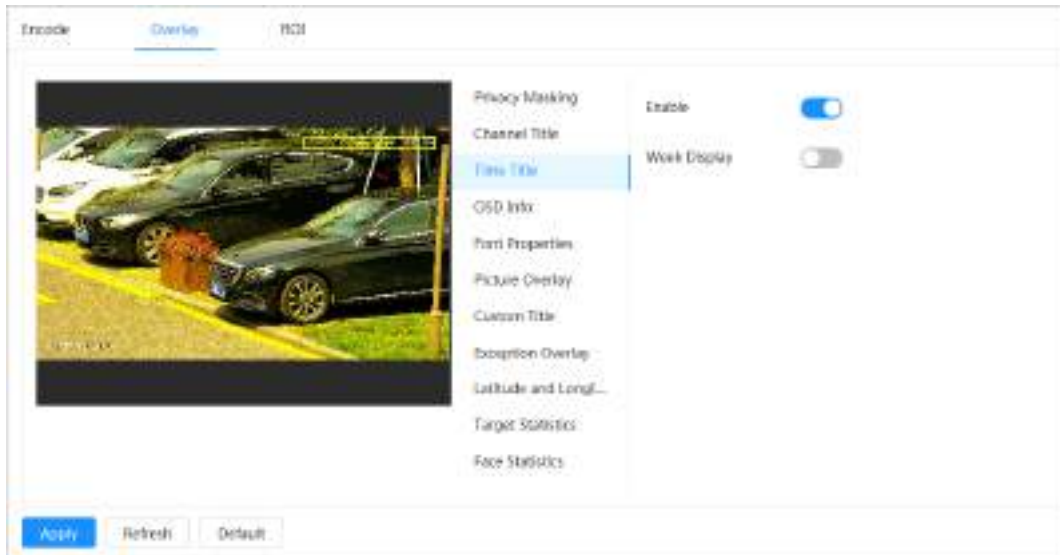 Encode Overlay ROI
Privacy Masking
Channel Title
Time Title
OSD Info
Font Properties
Picture Overlay
Custom Title
Exception Overlay
Latitude and Longi...
Target Statistics
Face Statistics
Enable
Week Display
Apply Refresh Default